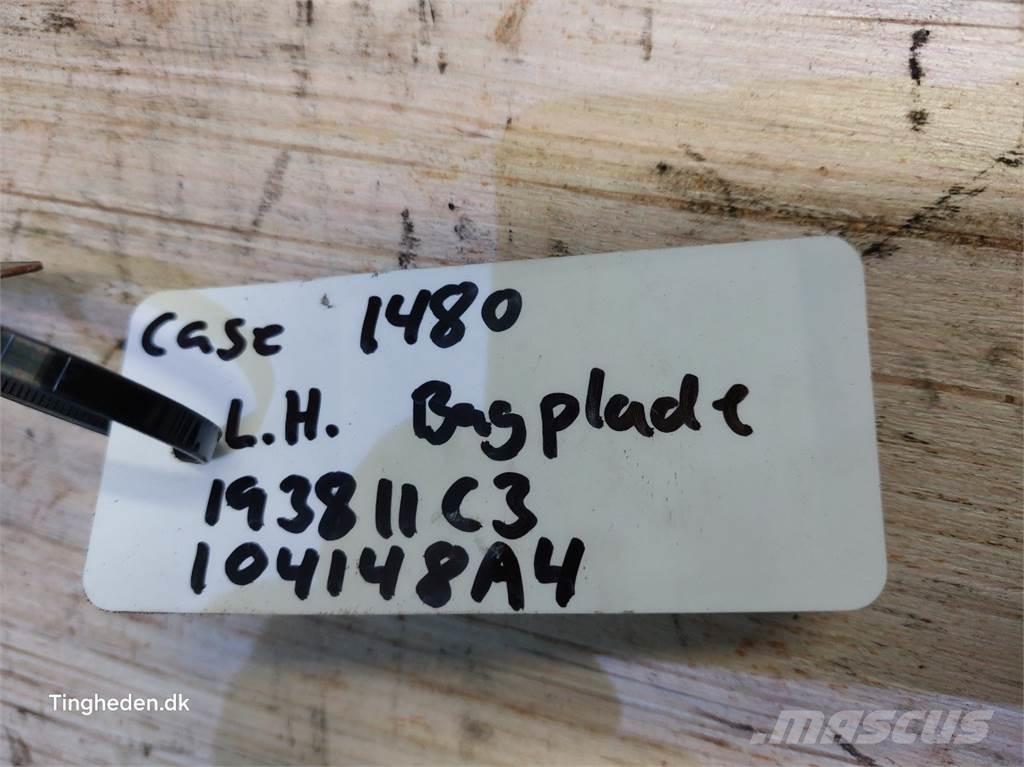 Case 1480
L.H. Bagplade
193811C3
104148A4
Tingheden.dk
MASCUS